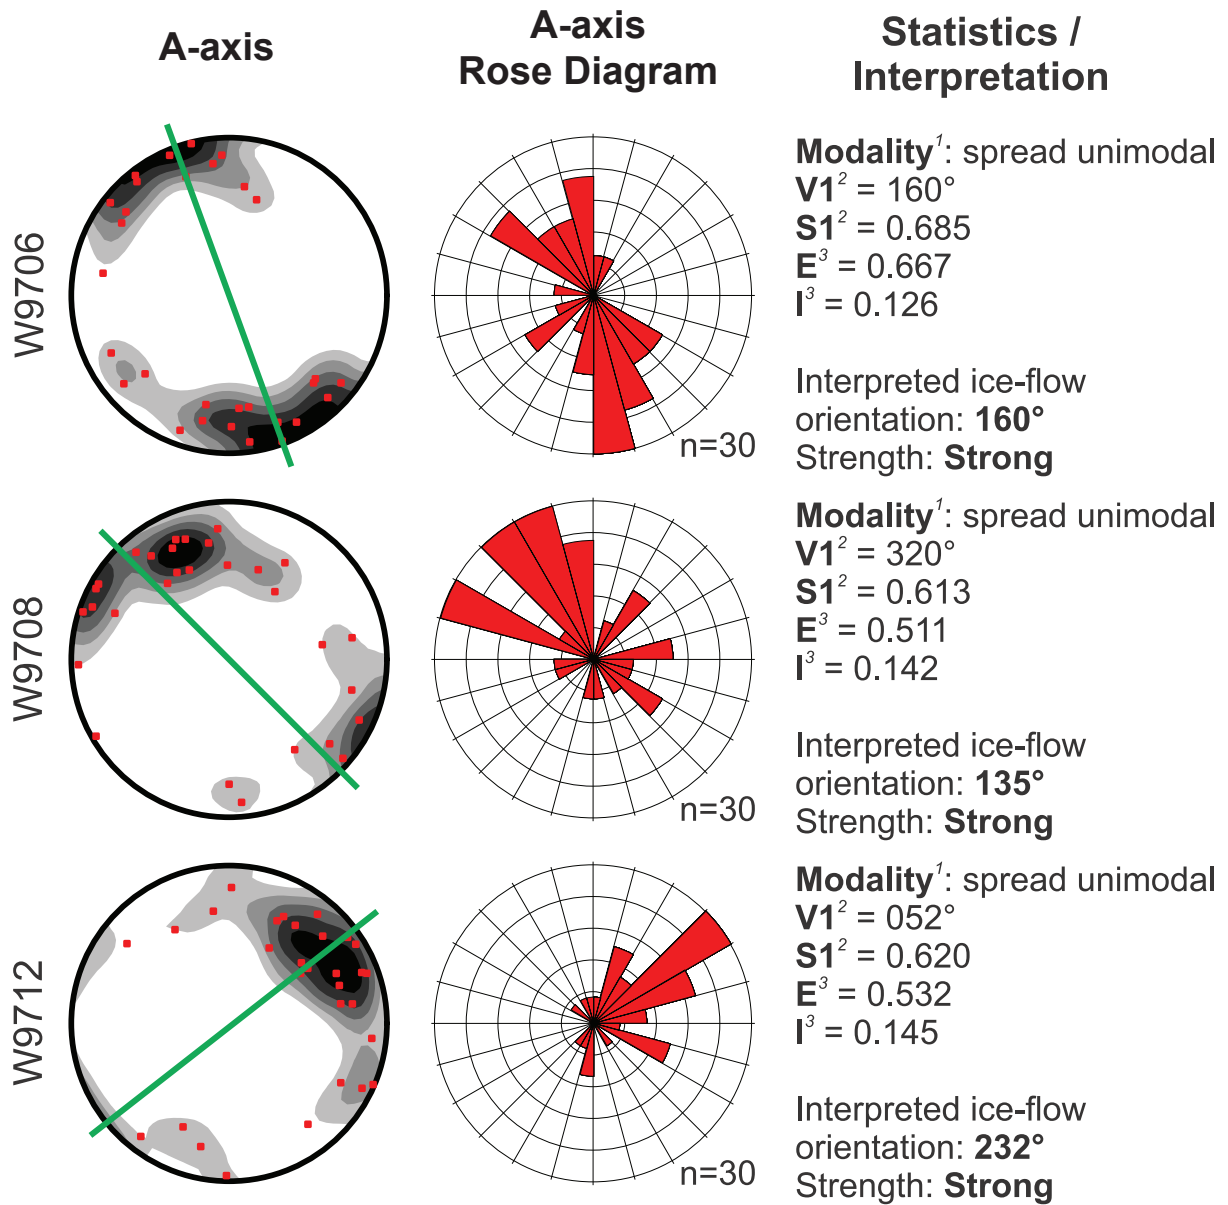 A-axis
A-axis
Rose Diagram
Statistics /
Interpretation
W9706
n=30
Modality¹: spread unimodal
V1² = 160°
S1² = 0.685
E³ = 0.667
I³ = 0.126
Interpreted ice-flow
orientation: 160°
Strength: Strong
W9708
n=30
Modality¹: spread unimodal
V1² = 320°
S1² = 0.613
E³ = 0.511
I³ = 0.142
Interpreted ice-flow
orientation: 135°
Strength: Strong
W9712
n=30
Modality¹: spread unimodal
V1² = 052°
S1² = 0.620
E³ = 0.532
I³ = 0.145
Interpreted ice-flow
orientation: 232°
Strength: Strong